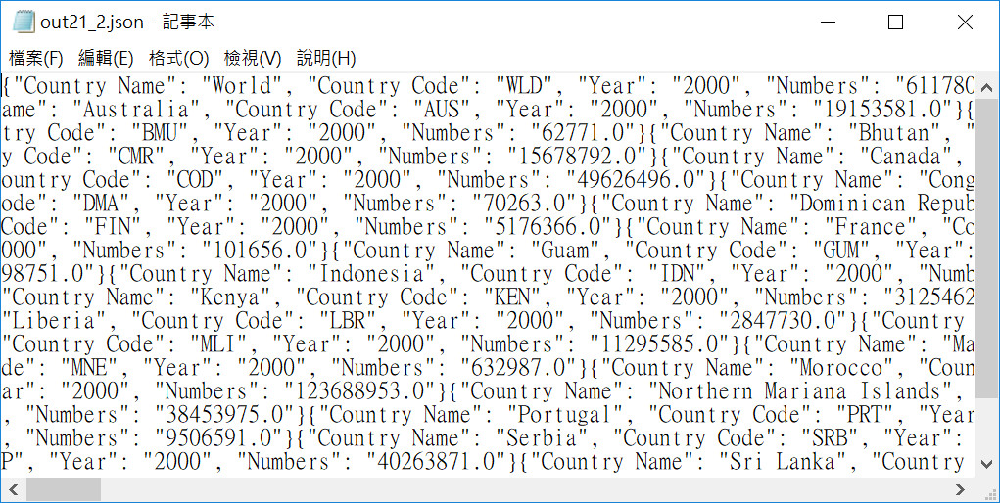 out21_2.json - 記事本
檔案(F) 編輯(E) 格式(O) 檢視(V) 說明(H)
{"Country Name": "World", "Country Code": "WLD", "Year": "2000", "Numbers": "611780
ame": "Australia", "Country Code": "AUS", "Year": "2000", "Numbers": "19153581.0"}{
try Code": "BMU", "Year": "2000", "Numbers": "62771.0"}{"Country Name": "Bhutan", "
y Code": "CMR", "Year": "2000", "Numbers": "15678792.0"}{"Country Name": "Canada",
ountry Code": "COD", "Year": "2000", "Numbers": "49626496.0"}{"Country Name": "Cong
ode": "DMA", "Year": "2000", "Numbers": "70263.0"}{"Country Name": "Dominican Repub
Code": "FIN", "Year": "2000", "Numbers": "5176366.0"}{"Country Name": "France", "Co
000", "Numbers": "101656.0"}{"Country Name": "Guam", "Country Code": "GUM", "Year":
98751.0"}{"Country Name": "Indonesia", "Country Code": "IDN", "Year": "2000", "Numb
"Country Name": "Kenya", "Country Code": "KEN", "Year": "2000", "Numbers": "3125462
"Liberia", "Country Code": "LBR", "Year": "2000", "Numbers": "2847730.0"}{"Country
"Country Code": "MLI", "Year": "2000", "Numbers": "11295585.0"}{"Country Name": "Ma
de": "MNE", "Year": "2000", "Numbers": "632987.0"}{"Country Name": "Morocco", "Coun
ar": "2000", "Numbers": "123688953.0"}{"Country Name": "Northern Mariana Islands",
, "Numbers": "38453975.0"}{"Country Name": "Portugal", "Country Code": "PRT", "Year
, "Numbers": "9506591.0"}{"Country Name": "Serbia", "Country Code": "SRB", "Year":
P", "Year": "2000", "Numbers": "40263871.0"}{"Country Name": "Sri Lanka", "Country